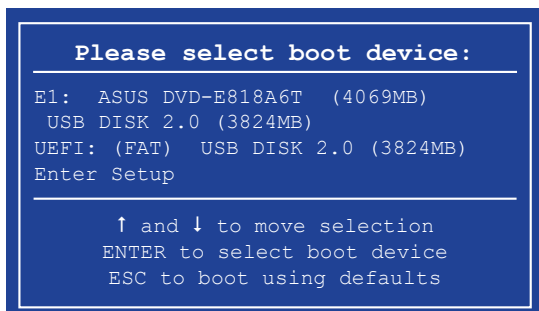 Please select boot device:
E1: ASUS DVD-E818A6T (4069MB)
USB DISK 2.0 (3824MB)
UEFI: (FAT) USB DISK 2.0 (3824MB)
Enter Setup
↑ and ↓ to move selection
ENTER to select boot device
ESC to boot using defaults